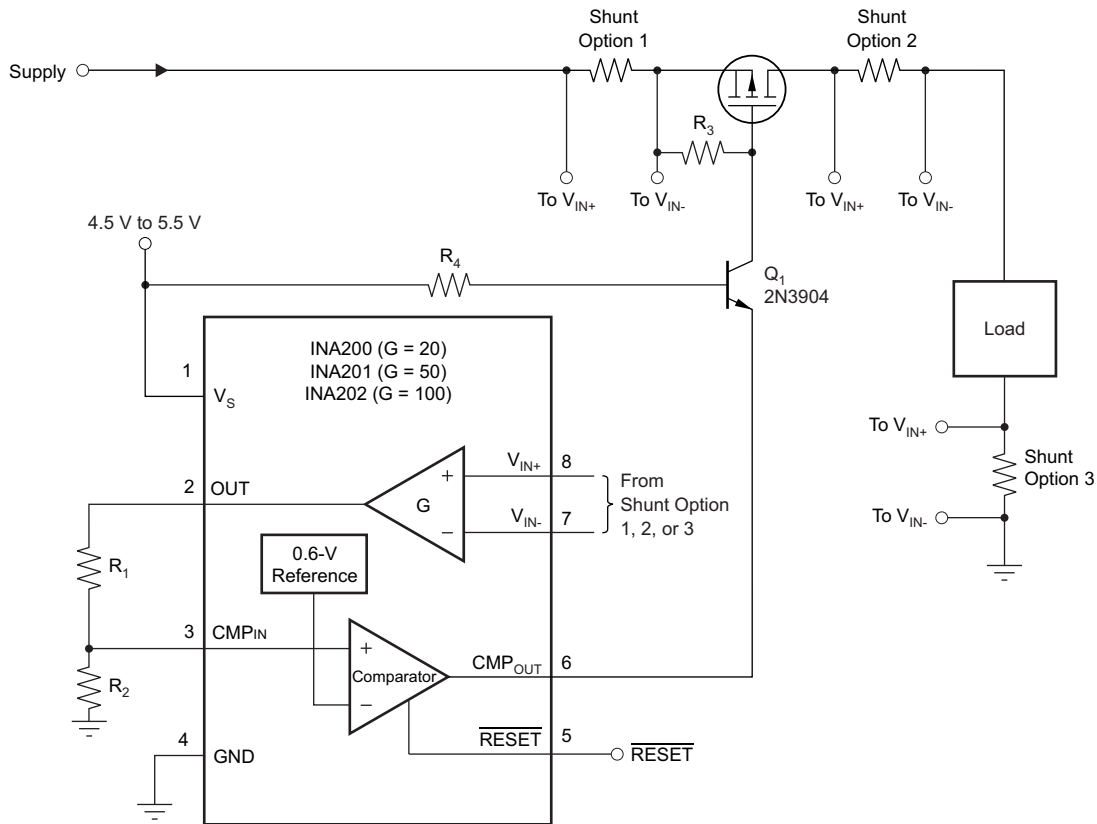 Shunt
Option 1
Shunt
Option 2
Supply
R3
To VIN+
To VIN-
To VIN+
To VIN-
4.5 V to 5.5 V
R4
Q1
2N3904
Load
INA200 (G = 20)
INA201 (G = 50)
INA202 (G = 100)
1
VS
To VIN+
Shunt
Option 3
To VIN-
2
OUT
G
+
−
VIN+
8
VIN-
7
From
Shunt Option
1, 2, or 3
0.6-V
Reference
R1
3
CMPIN
+
Comparator
−
CMPOUT
6
R2
4
GND
RESET
5
RESET